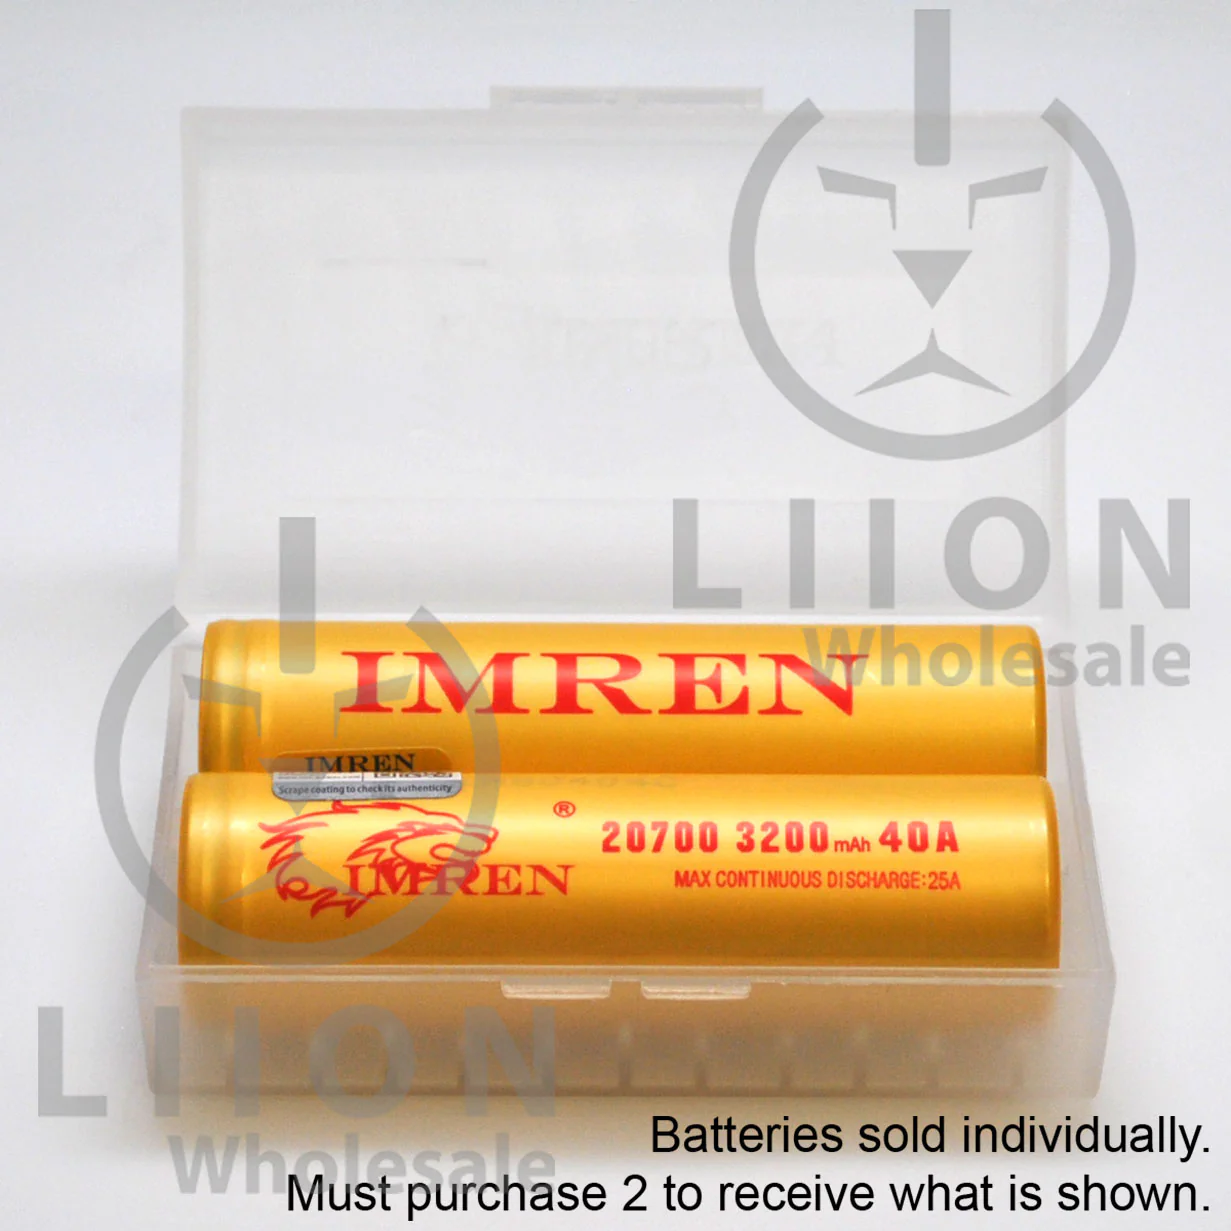 LIION
Wholesale
IMREN
IMREN
Scrape coating to check its authenticity
®
20700 3200mAh 40A
IMREN
MAX CONTINUOUS DISCHARGE:25A
LIION
Wholesale
Batteries sold individually.
Must purchase 2 to receive what is shown.